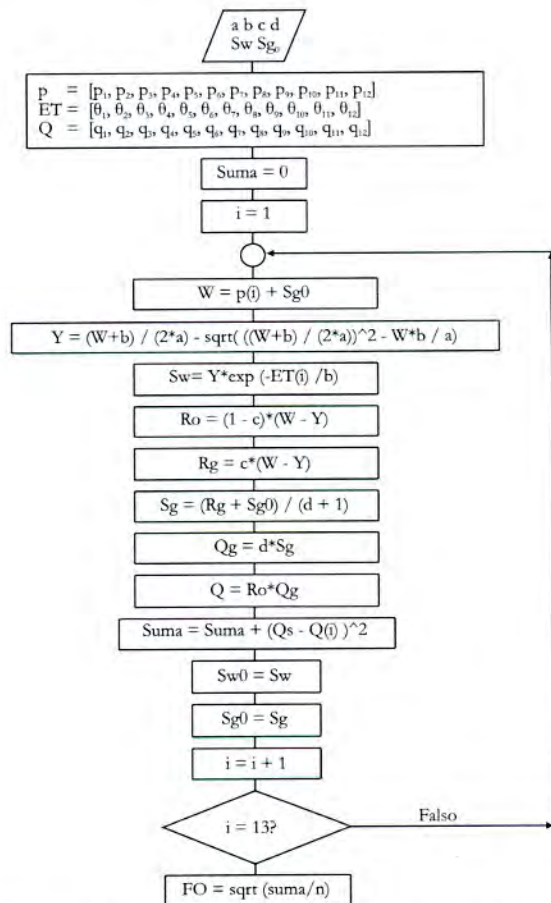 a b c d
Sw Sg₀
p = [p₁, p₂, p₃, p₄, p₅, p₆, p₇, p₈, p₉, p₁₀, p₁₁, p₁₂]
ET = [θ₁, θ₂, θ₃, θ₄, θ₅, θ₆, θ₇, θ₈, θ₉, θ₁₀, θ₁₁, θ₁₂]
Q = [q₁, q₂, q₃, q₄, q₅, q₆, q₇, q₈, q₉, q₁₀, q₁₁, q₁₂]
Suma = 0
i = 1
W = p(i) + Sg0
Y = (W+b) / (2*a) - sqrt( ((W+b) / (2*a))^2 - W*b / a)
Sw= Y*exp (-ET(i) /b)
Ro = (1 - c)*(W - Y)
Rg = c*(W - Y)
Sg = (Rg + Sg0) / (d + 1)
Qg = d*Sg
Q = Ro*Qg
Suma = Suma + (Qs - Q(i) )^2
Sw0 = Sw
Sg0 = Sg
i = i + 1
i = 13?
Falso
FO = sqrt (suma/n)